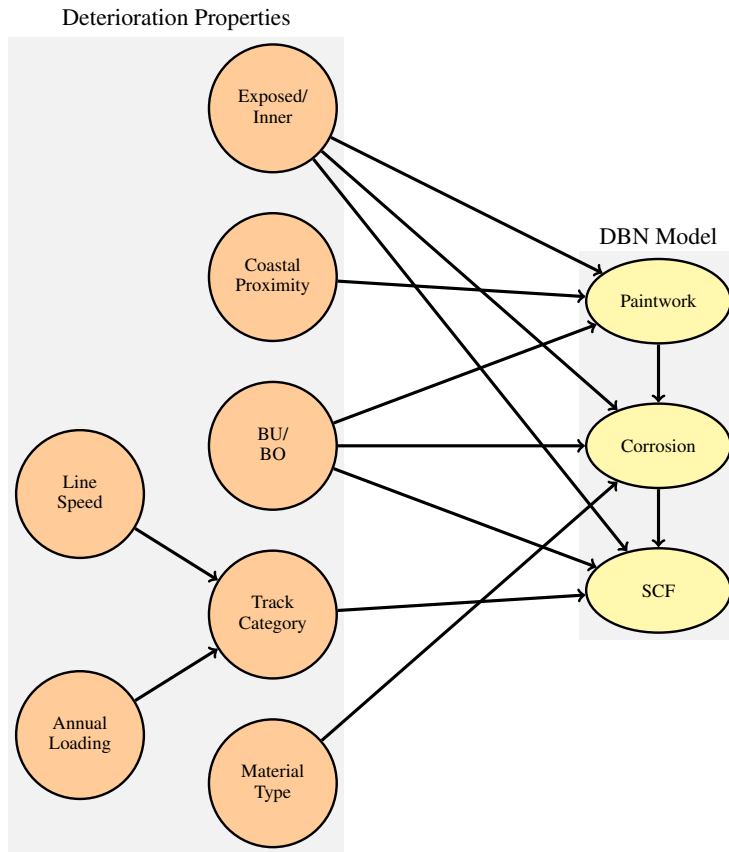 Deterioration Properties
Exposed/
Inner
Coastal
Proximity
DBN Model
Paintwork
BU/
BO
Corrosion
Line
Speed
Track
Category
SCF
Annual
Loading
Material
Type